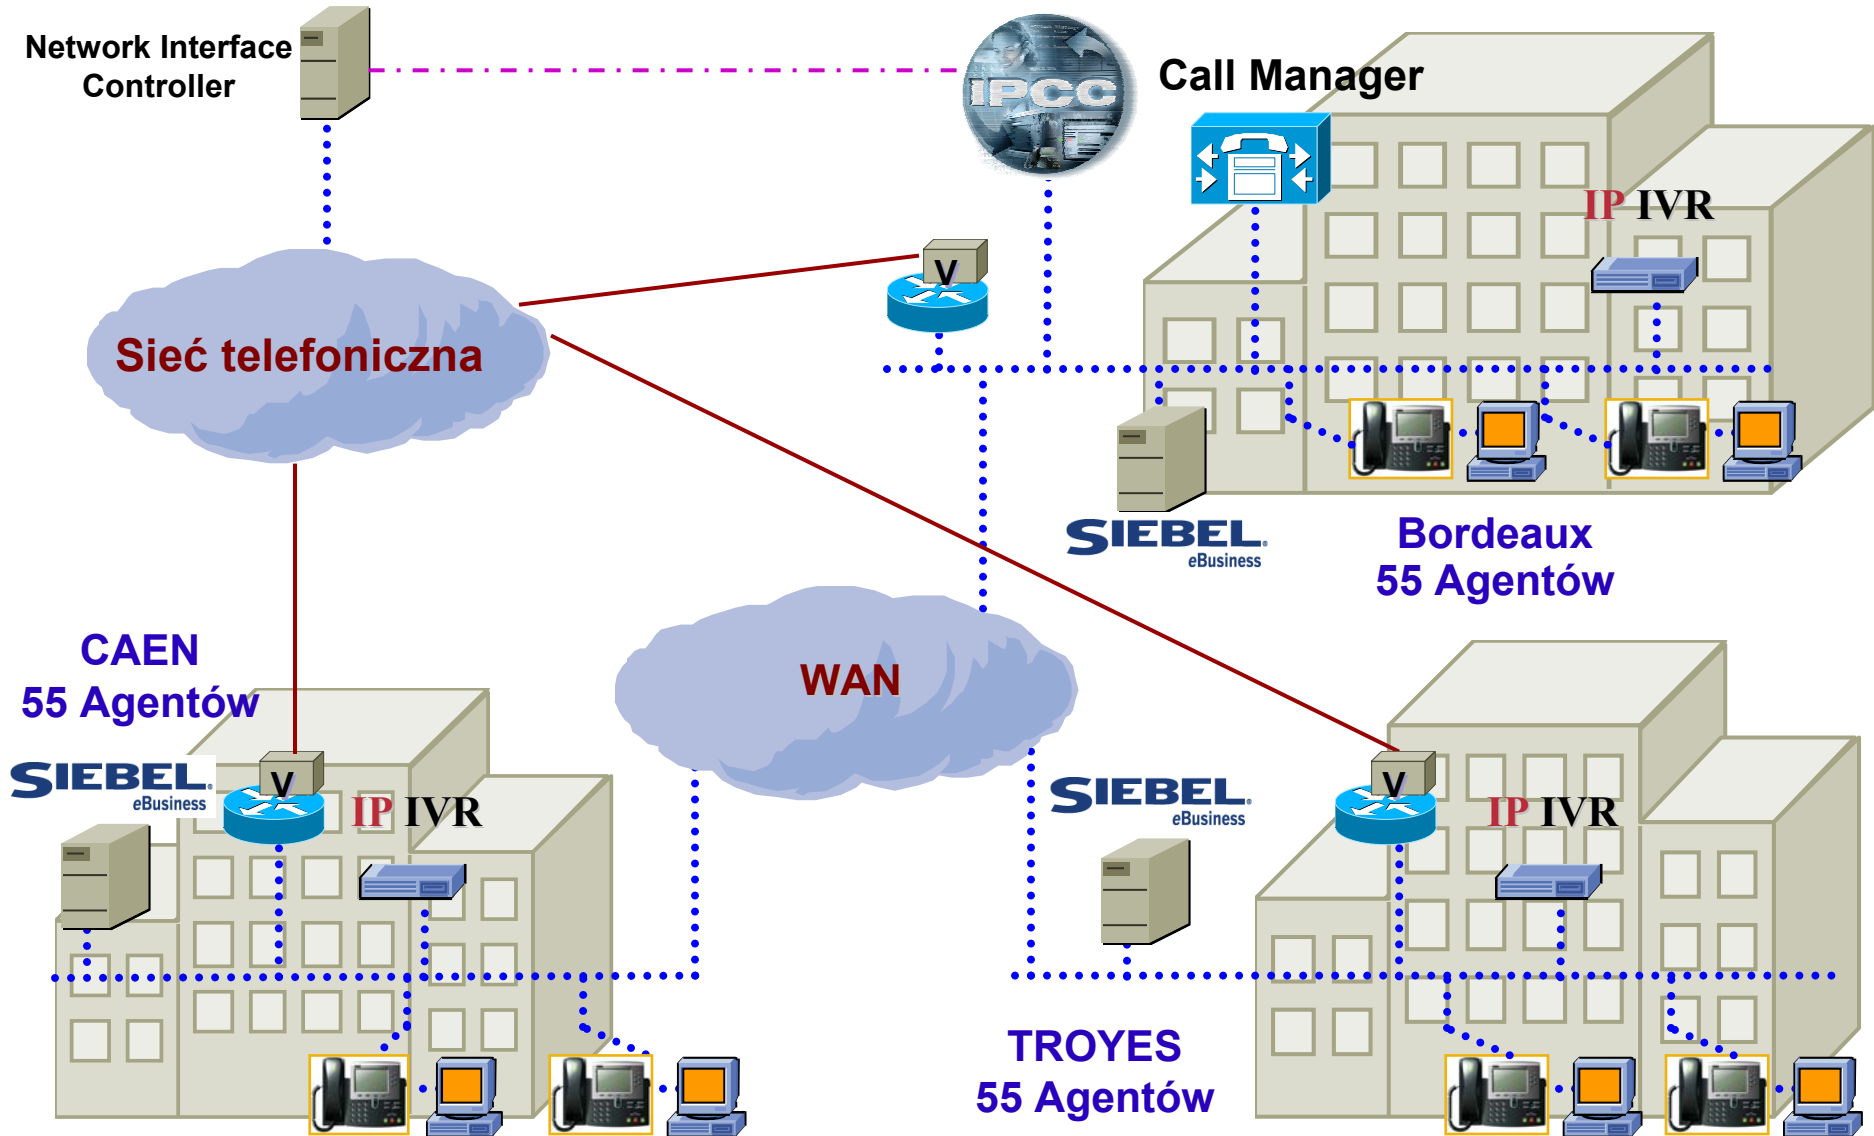 Network Interface
Controller
IPCC
Call Manager
IP IVR
V
Sieć telefoniczna
SIEBEL.
eBusiness
Bordeaux
55 Agentów
CAEN
55 Agentów
WAN
SIEBEL.
eBusiness
V
IP IVR
SIEBEL.
eBusiness
V
IP IVR
TROYES
55 Agentów